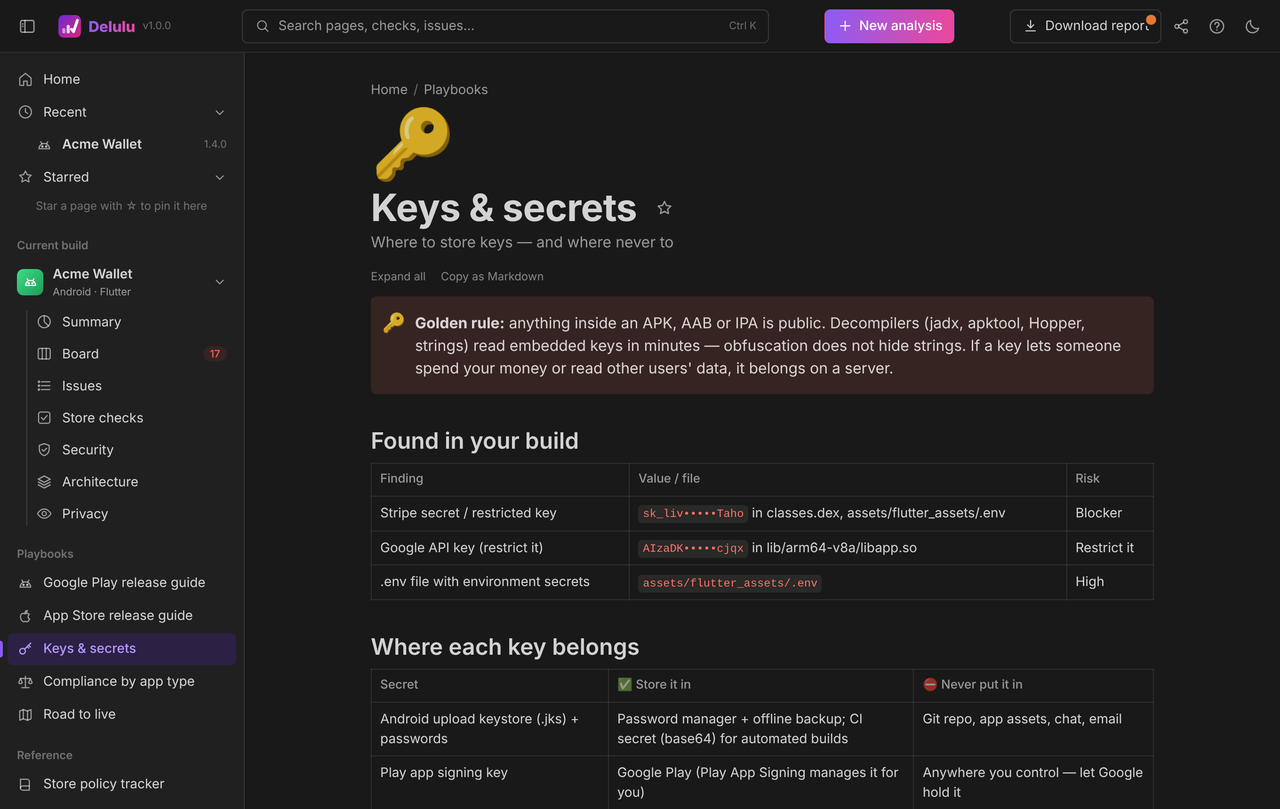 Delulu v1.0.0
Search pages, checks, issues... Ctrl K
+ New analysis
Download report
Home
Recent
Acme Wallet 1.4.0
Starred
Star a page with ☆ to pin it here
Current build
Acme Wallet
Android · Flutter
Summary
Board 17
Issues
Store checks
Security
Architecture
Privacy
Playbooks
Google Play release guide
App Store release guide
Keys & secrets
Compliance by app type
Road to live
Reference
Store policy tracker
Home / Playbooks
Keys & secrets
Where to store keys — and where never to
Expand all Copy as Markdown
Golden rule: anything inside an APK, AAB or IPA is public. Decompilers (jadx, apktool, Hopper,
strings) read embedded keys in minutes — obfuscation does not hide strings. If a key lets someone
spend your money or read other users' data, it belongs on a server.
Found in your build
Finding Value / file Risk
Stripe secret / restricted key sk_liv•••••Taho in classes.dex, assets/flutter_assets/.env Blocker
Google API key (restrict it) AIzaDK•••••cjqx in lib/arm64-v8a/libapp.so Restrict it
.env file with environment secrets assets/flutter_assets/.env High
Where each key belongs
Secret ✅ Store it in ⛔ Never put it in
Android upload keystore (.jks) + Password manager + offline backup; CI Git repo, app assets, chat, email
passwords secret (base64) for automated builds
Play app signing key Google Play (Play App Signing manages it for Anywhere you control — let Google
you) hold it